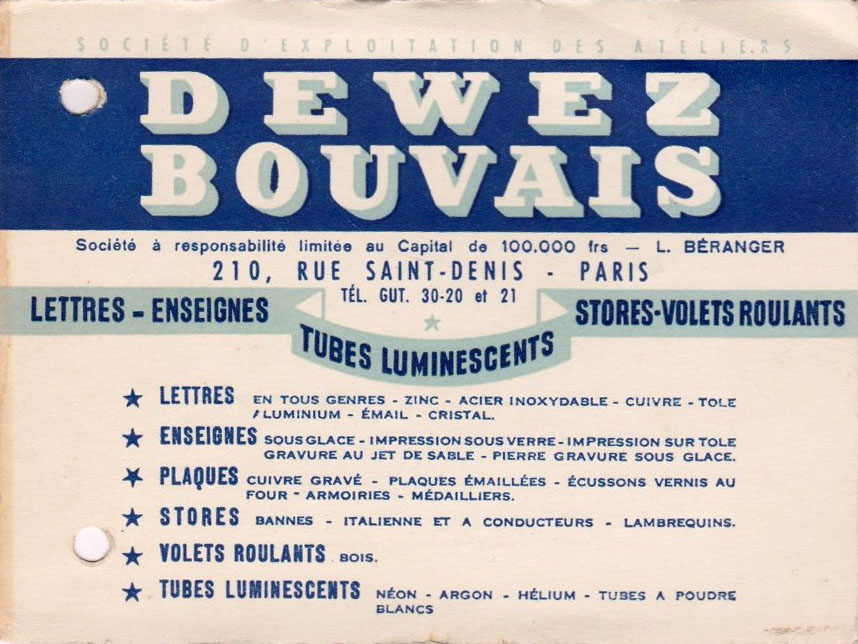 SOCIÉTÉ D'EXPLOITATION DES ATELIERS
DEWEZ
BOUVAIS
Société à responsabilité limitée au Capital de 100.000 frs — L. BÉRANGER
210, RUE SAINT-DENIS - PARIS
TÉL. GUT. 30-20 et 21
LETTRES - ENSEIGNES
TUBES LUMINESCENTS
STORES-VOLETS ROULANTS
★ LETTRES EN TOUS GENRES - ZINC - ACIER INOXYDABLE - CUIVRE - TOLE
/LUMINIUM - ÉMAIL - CRISTAL.
★ ENSEIGNES SOUS GLACE - IMPRESSION SOUS VERRE - IMPRESSION SUR TOLE
GRAVURE AU JET DE SABLE - PIERRE GRAVURE SOUS GLACE.
★ PLAQUES CUIVRE GRAVÉ - PLAQUES ÉMAILLÉES - ÉCUSSONS VERNIS AU
FOUR - ARMOIRIES - MÉDAILLIERS.
★ STORES BANNES - ITALIENNE ET A CONDUCTEURS - LAMBREQUINS.
★ VOLETS ROULANTS. BOIS.
★ TUBES LUMINESCENTS NÉON - ARGON - HÉLIUM - TUBES A POUDRE
BLANCS